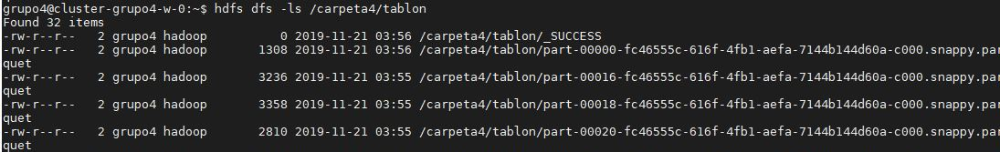 grupo4@cluster-grupo4-w-0:~$ hdfs dfs -ls /carpeta4/tablon
Found 32 items
-rw-r--r--   2 grupo4 hadoop          0 2019-11-21 03:56 /carpeta4/tablon/_SUCCESS
-rw-r--r--   2 grupo4 hadoop       1308 2019-11-21 03:56 /carpeta4/tablon/part-00000-fc46555c-616f-4fb1-aefa-7144b144d60a-c000.snappy.par
quet
-rw-r--r--   2 grupo4 hadoop       3236 2019-11-21 03:55 /carpeta4/tablon/part-00016-fc46555c-616f-4fb1-aefa-7144b144d60a-c000.snappy.par
quet
-rw-r--r--   2 grupo4 hadoop       3358 2019-11-21 03:55 /carpeta4/tablon/part-00018-fc46555c-616f-4fb1-aefa-7144b144d60a-c000.snappy.par
quet
-rw-r--r--   2 grupo4 hadoop       2810 2019-11-21 03:55 /carpeta4/tablon/part-00020-fc46555c-616f-4fb1-aefa-7144b144d60a-c000.snappy.par
quet